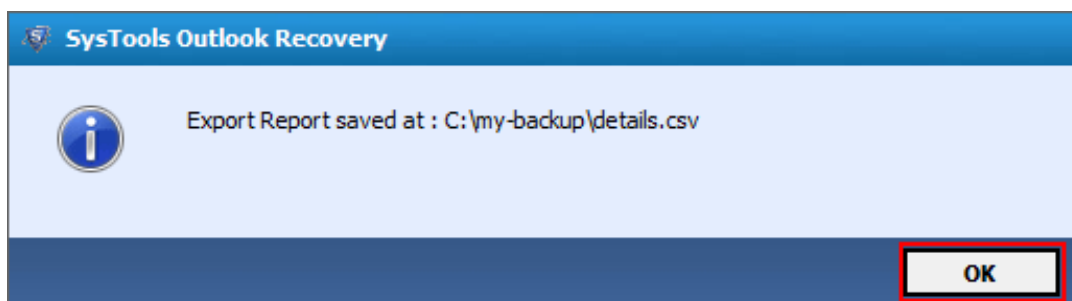 SysTools Outlook Recovery
Export Report saved at : C:\my-backup\details.csv
OK